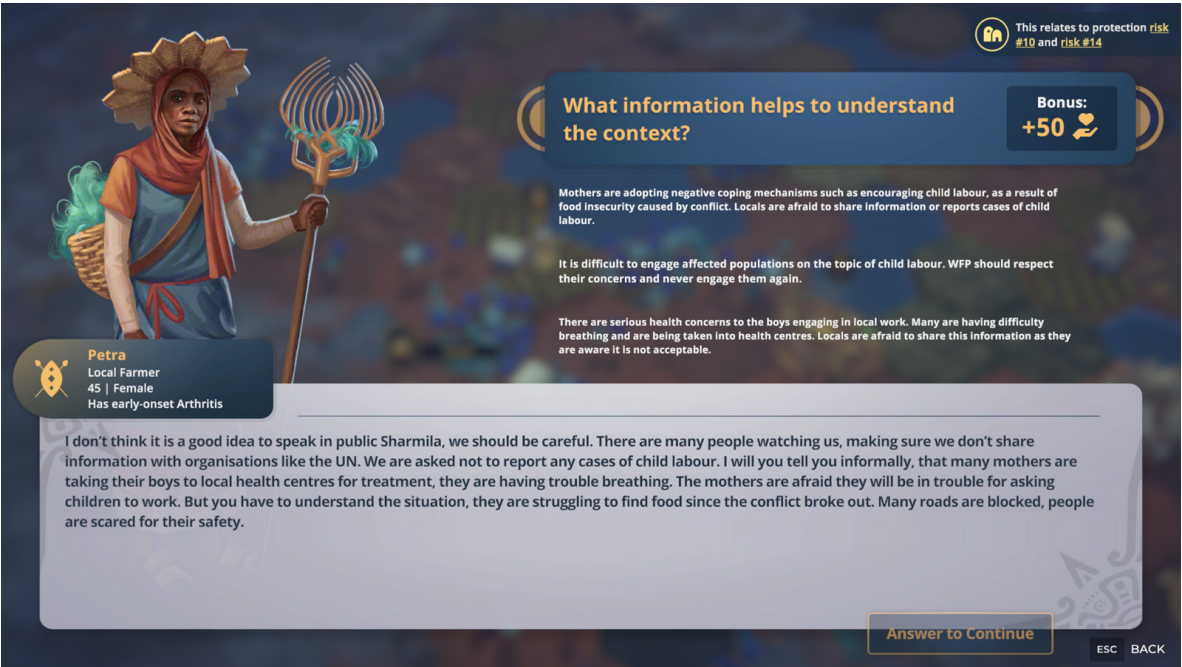 This relates to protection risk
#10 and risk #14
What information helps to understand
the context?
Bonus:
+50
Mothers are adopting negative coping mechanisms such as encouraging child labour, as a result of
food insecurity caused by conflict. Locals are afraid to share information or reports cases of child
labour.
It is difficult to engage affected populations on the topic of child labour. WFP should respect
their concerns and never engage them again.
There are serious health concerns to the boys engaging in local work. Many are having difficulty
breathing and are being taken into health centres. Locals are afraid to share this information as they
are aware it is not acceptable.
Petra
Local Farmer
45 | Female
Has early-onset Arthritis
I don't think it is a good idea to speak in public Sharmila, we should be careful. There are many people watching us, making sure we don't share
information with organisations like the UN. We are asked not to report any cases of child labour. I will you tell you informally, that many mothers are
taking their boys to local health centres for treatment, they are having trouble breathing. The mothers are afraid they will be in trouble for asking
children to work. But you have to understand the situation, they are struggling to find food since the conflict broke out. Many roads are blocked, people
are scared for their safety.
Answer to Continue
ESC BACK